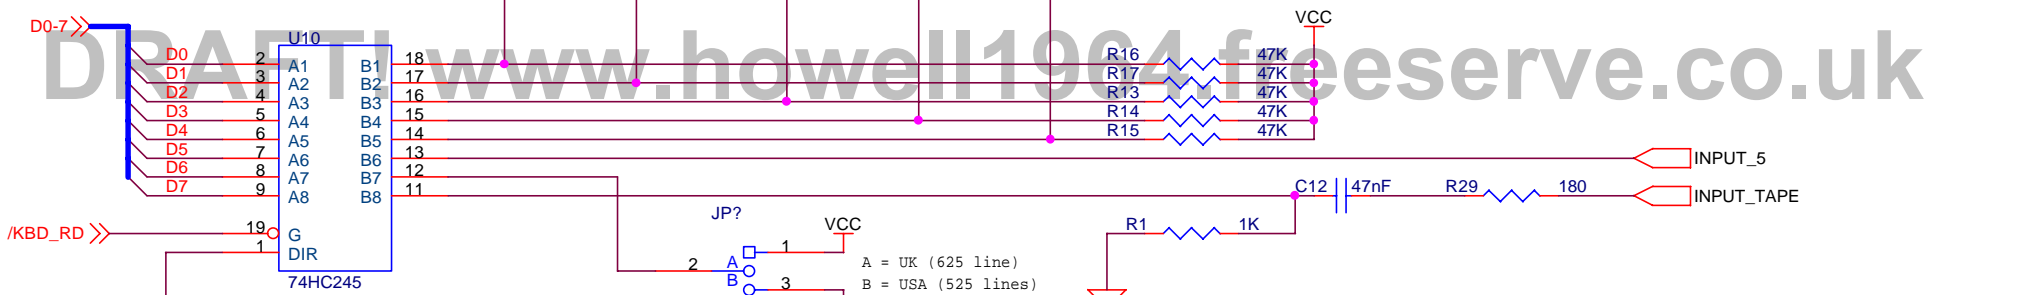 DRAFT! www.howell1964.freeserve.co.uk
D0-7
U10
VCC
D0 2 A1 B1 18 R16 47K
D1 3 A2 B2 17 R17 47K
D2 4 A3 B3 16 R13 47K
D3 5 A4 B4 15 R14 47K
D4 6 A5 B5 14 R15 47K
D5 7 A6 B6 13 INPUT_5
D6 8 A7 B7 12
D7 9 A8 B8 11 C12 47nF R29 180 INPUT_TAPE
JP?
/KBD_RD 19 G VCC R1 1K
1 DIR 1
2 A A = UK (625 line)
74HC245 B 3 B = USA (525 lines)